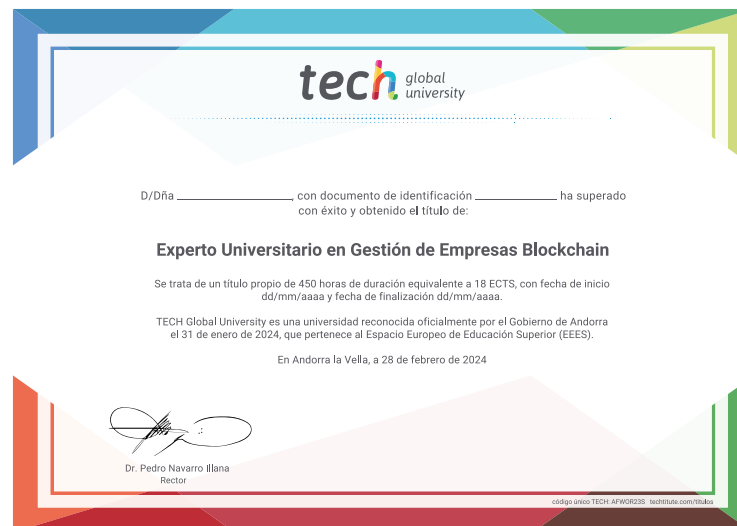 tech global university
D/Dña ____________, con documento de identificación ____________ ha superado
con éxito y obtenido el título de:
Experto Universitario en Gestión de Empresas Blockchain
Se trata de un título propio de 450 horas de duración equivalente a 18 ECTS, con fecha de inicio
dd/mm/aaaa y fecha de finalización dd/mm/aaaa.
TECH Global University es una universidad reconocida oficialmente por el Gobierno de Andorra
el 31 de enero de 2024, que pertenece al Espacio Europeo de Educación Superior (EEES).
En Andorra la Vella, a 28 de febrero de 2024
Dr. Pedro Navarro Illana
Rector
código único TECH: AFWOR23S techtitute.com/titulos